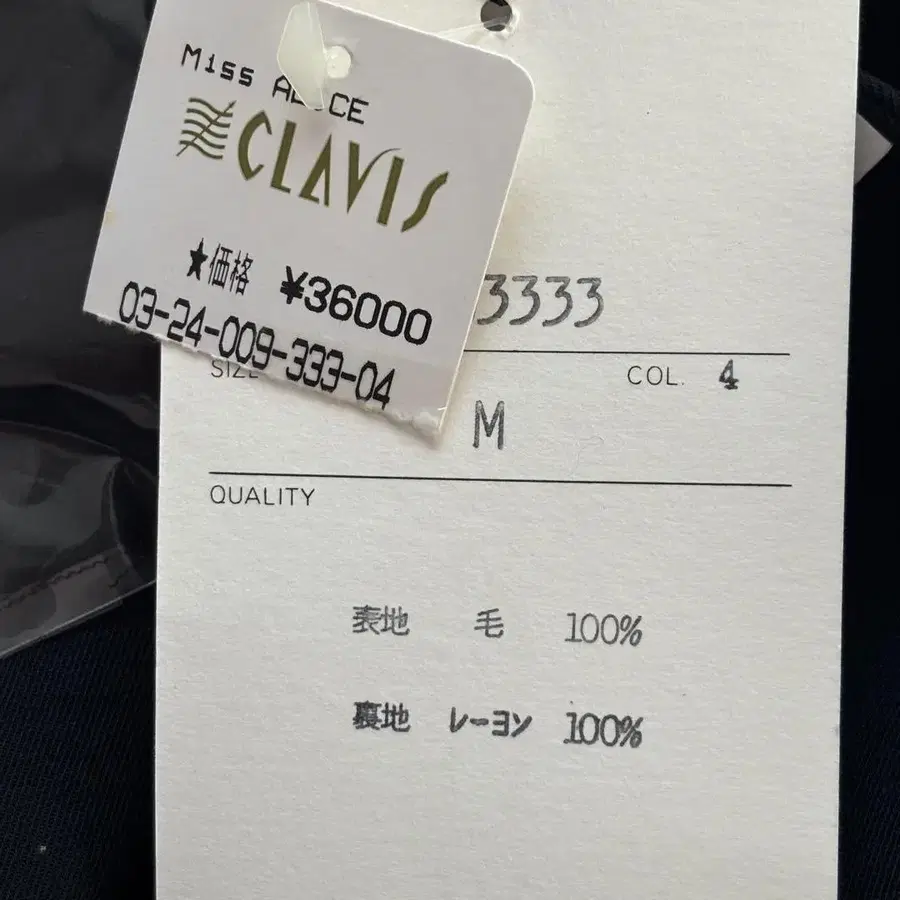 Miss
CLAVIS
★価格 ¥36000
03-24-009-333-04
3333
SIZE
COL. 4
M
QUALITY
表地 毛 100%
裏地 レーヨン 100%